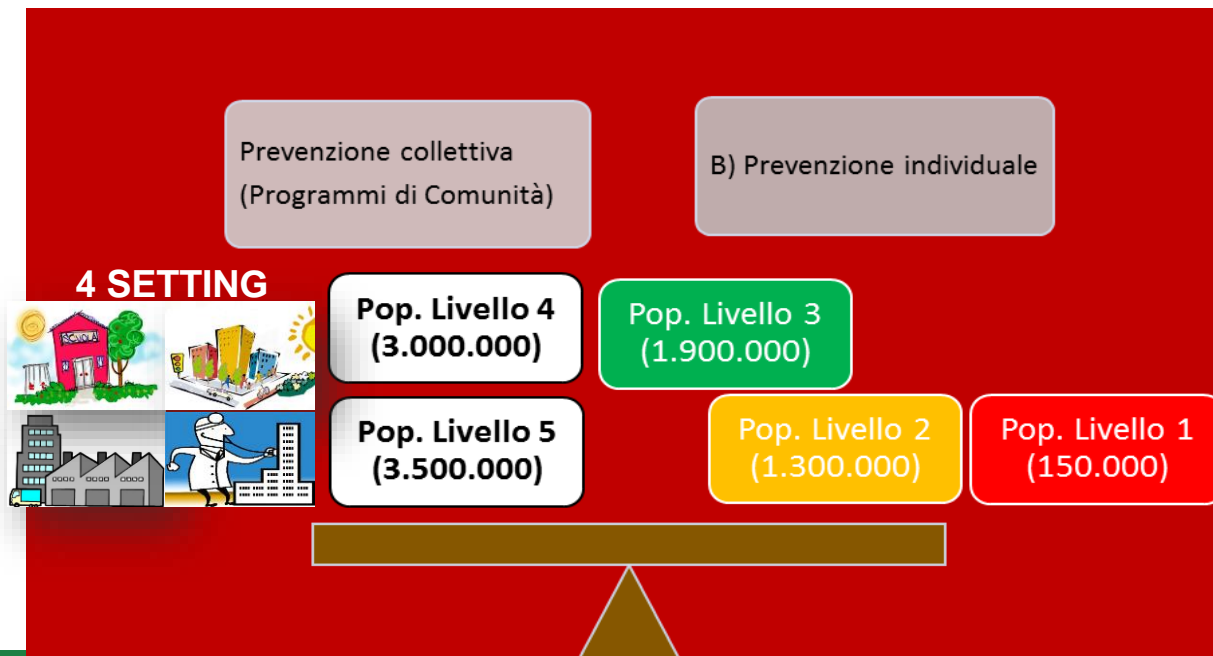 Prevenzione collettiva
(Programmi di Comunità)
B) Prevenzione individuale
4 SETTING
SCUOLA
Pop. Livello 4
(3.000.000)
Pop. Livello 3
(1.900.000)
Pop. Livello 5
(3.500.000)
Pop. Livello 2
(1.300.000)
Pop. Livello 1
(150.000)